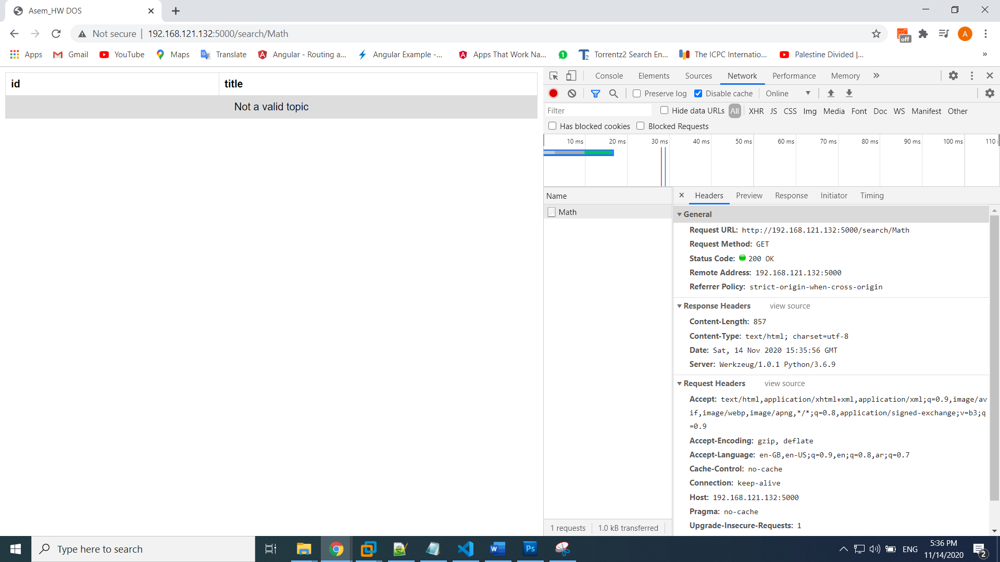 Asem_HW DOS
Not secure | 192.168.121.132:5000/search/Math
off
A
Apps Gmail YouTube Maps Translate Angular - Routing a... Angular Example -... Apps That Work Na... 1 Torrentz2 Search En... The ICPC Internatio... Palestine Divided |... »
id title
Not a valid topic
Console Elements Sources Network Performance Memory »
Preserve log Disable cache Online
Filter Hide data URLs All XHR JS CSS Img Media Font Doc WS Manifest Other
Has blocked cookies Blocked Requests
10 ms 20 ms 30 ms 40 ms 50 ms 60 ms 70 ms 80 ms 90 ms 100 ms 110
Name
Math
1 requests 1.0 kB transferred
Headers Preview Response Initiator Timing
General
Request URL: http://192.168.121.132:5000/search/Math
Request Method: GET
Status Code: 200 OK
Remote Address: 192.168.121.132:5000
Referrer Policy: strict-origin-when-cross-origin
Response Headers view source
Content-Length: 857
Content-Type: text/html; charset=utf-8
Date: Sat, 14 Nov 2020 15:35:56 GMT
Server: Werkzeug/1.0.1 Python/3.6.9
Request Headers view source
Accept: text/html,application/xhtml+xml,application/xml;q=0.9,image/av
if,image/webp,image/apng,*/*;q=0.8,application/signed-exchange;v=b3;q
=0.9
Accept-Encoding: gzip, deflate
Accept-Language: en-GB,en-US;q=0.9,en;q=0.8,ar;q=0.7
Cache-Control: no-cache
Connection: keep-alive
Host: 192.168.121.132:5000
Pragma: no-cache
Upgrade-Insecure-Requests: 1
Type here to search
ENG
5:36 PM
11/14/2020
2